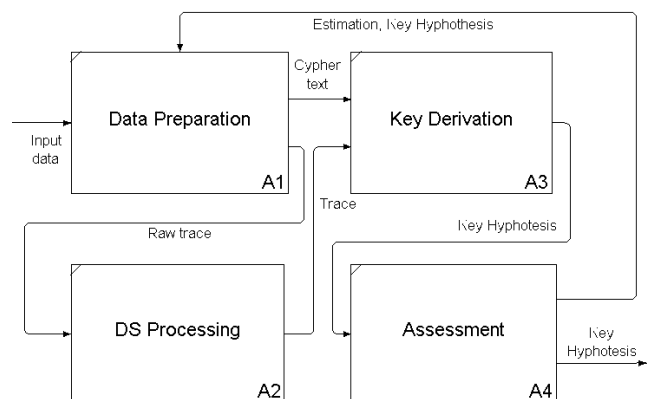 Estimation, Key Hyphothesis
Cypher
text
Data Preparation
Key Derivation
Input
data
A1
A3
Trace
Raw trace
Key Hyphotesis
DS Processing
Assessment
Key
Hyphotesis
A2
A4